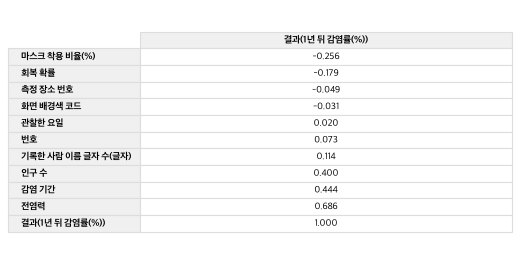 결과(1년 뒤 감염률(%))
마스크 착용 비율(%) -0.256
회복 확률 -0.179
측정 장소 번호 -0.049
화면 배경색 코드 -0.031
관찰한 요일 0.020
번호 0.073
기록한 사람 이름 글자 수(글자) 0.114
인구 수 0.400
감염 기간 0.444
전염력 0.686
결과(1년 뒤 감염률(%)) 1.000